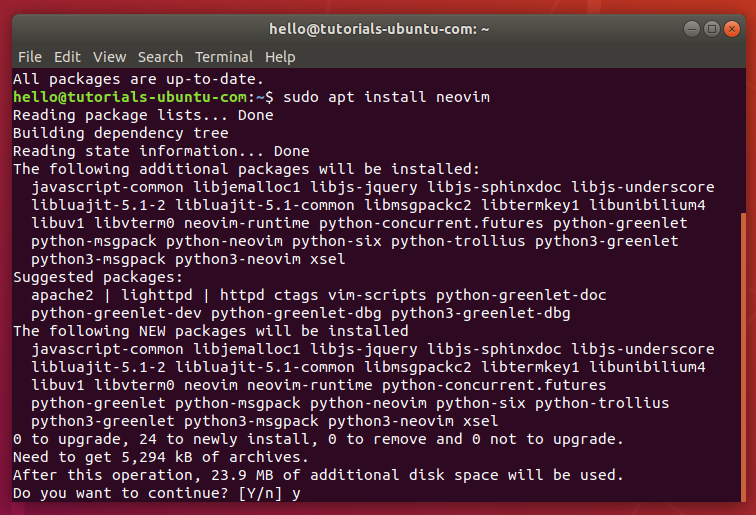 hello@tutorials-ubuntu-com: ~
File Edit View Search Terminal Help
All packages are up-to-date.
hello@tutorials-ubuntu-com:~$ sudo apt install neovim
Reading package lists... Done
Building dependency tree
Reading state information... Done
The following additional packages will be installed:
  javascript-common libjemalloc1 libjs-jquery libjs-sphinxdoc libjs-underscore
  libluajit-5.1-2 libluajit-5.1-common libmsgpackc2 libtermkey1 libunibilium4
  libuv1 libvterm0 neovim-runtime python-concurrent.futures python-greenlet
  python-msgpack python-neovim python-six python-trollius python3-greenlet
  python3-msgpack python3-neovim xsel
Suggested packages:
  apache2 | lighttpd | httpd ctags vim-scripts python-greenlet-doc
  python-greenlet-dev python-greenlet-dbg python3-greenlet-dbg
The following NEW packages will be installed
  javascript-common libjemalloc1 libjs-jquery libjs-sphinxdoc libjs-underscore
  libluajit-5.1-2 libluajit-5.1-common libmsgpackc2 libtermkey1 libunibilium4
  libuv1 libvterm0 neovim neovim-runtime python-concurrent.futures
  python-greenlet python-msgpack python-neovim python-six python-trollius
  python3-greenlet python3-msgpack python3-neovim xsel
0 to upgrade, 24 to newly install, 0 to remove and 0 not to upgrade.
Need to get 5,294 kB of archives.
After this operation, 23.9 MB of additional disk space will be used.
Do you want to continue? [Y/n] y